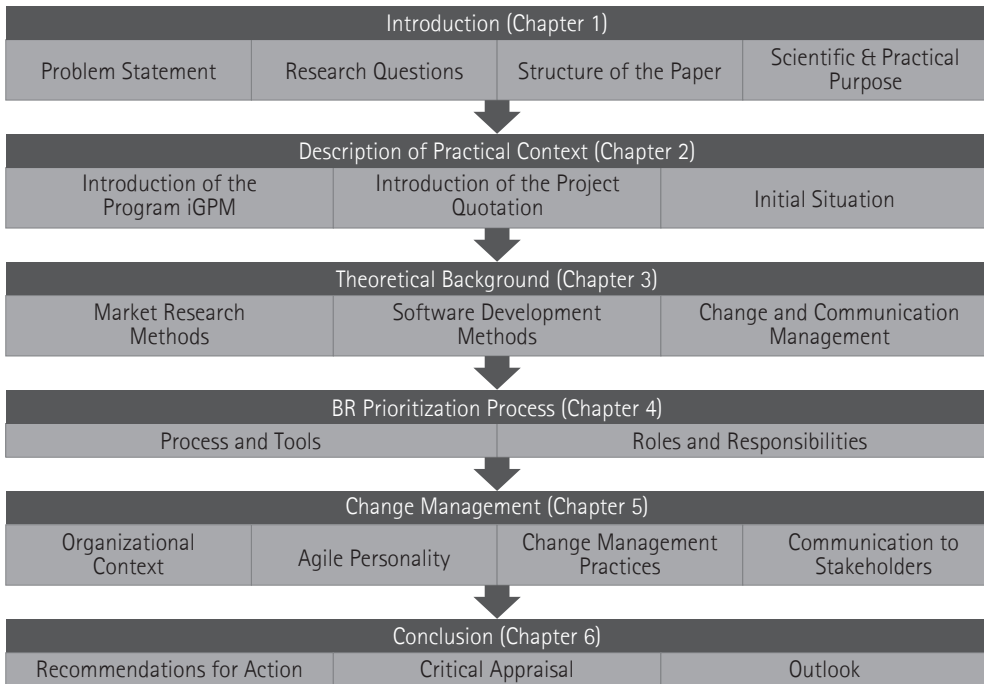 Introduction (Chapter 1)
Problem Statement
Research Questions
Structure of the Paper
Scientific & Practical
Purpose
Description of Practical Context (Chapter 2)
Introduction of the
Program iGPM
Introduction of the Project
Quotation
Initial Situation
Theoretical Background (Chapter 3)
Market Research
Methods
Software Development
Methods
Change and Communication
Management
BR Prioritization Process (Chapter 4)
Process and Tools
Roles and Responsibilities
Change Management (Chapter 5)
Organizational
Context
Agile Personality
Change Management
Practices
Communication to
Stakeholders
Conclusion (Chapter 6)
Recommendations for Action
Critical Appraisal
Outlook